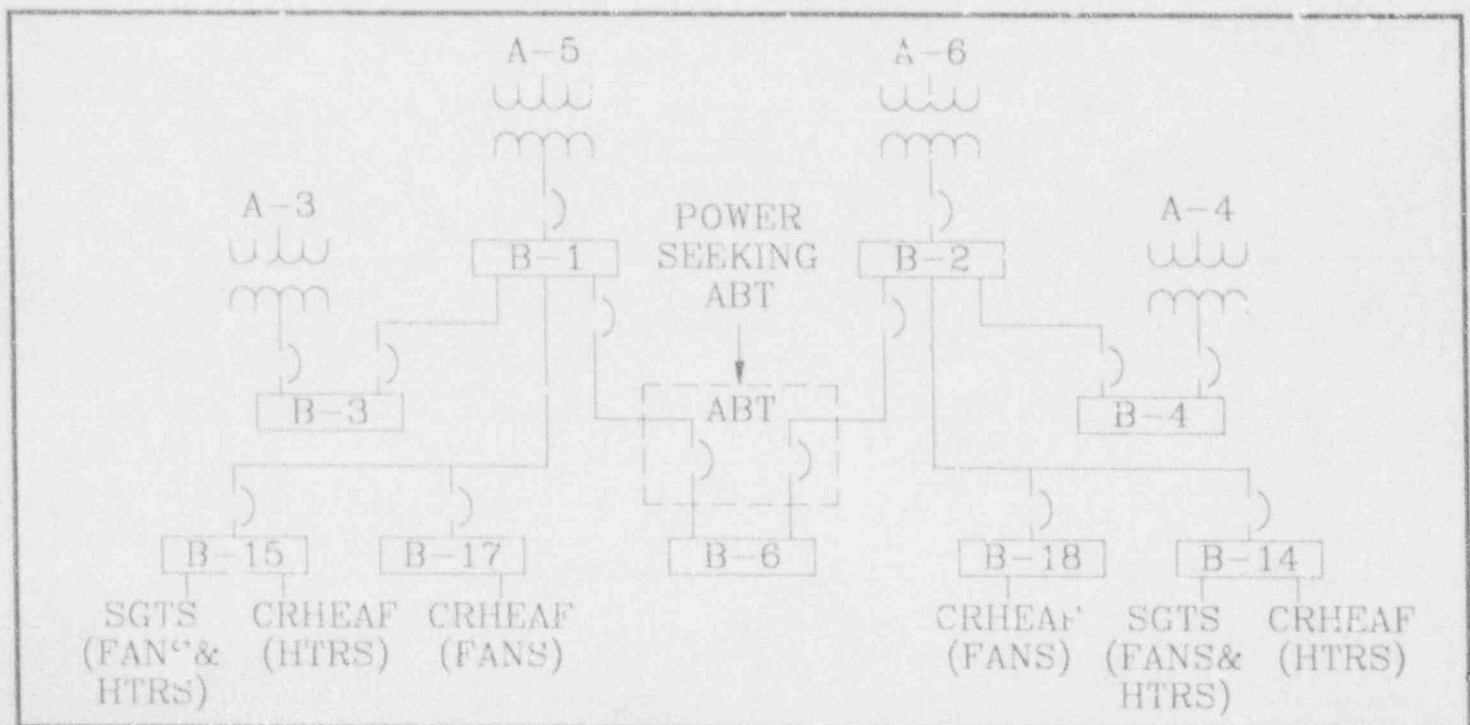 A-5
A-6
A-3
POWER
SEEKING
ABT
A-4
B-1
B-2
B-3
ABT
B-4
B-15
B-17
B-6
B-18
B-14
SGTS
(FANS&
HTRS)
CRHEAF
(HTRS)
CRHEAF
(FANS)
CRHEAF
(FANS)
SGTS
(FANS&
HTRS)
CRHEAF
(HTRS)